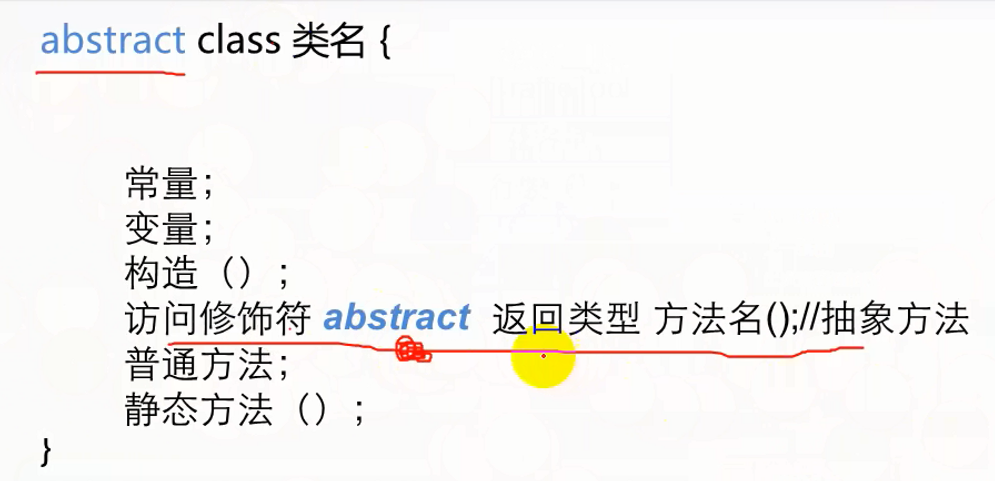 abstract class 类名 {
常量；
变量；
构造（）；
访问修饰符 abstract 返回类型 方法名();//抽象方法
普通方法；
静态方法（）；
}